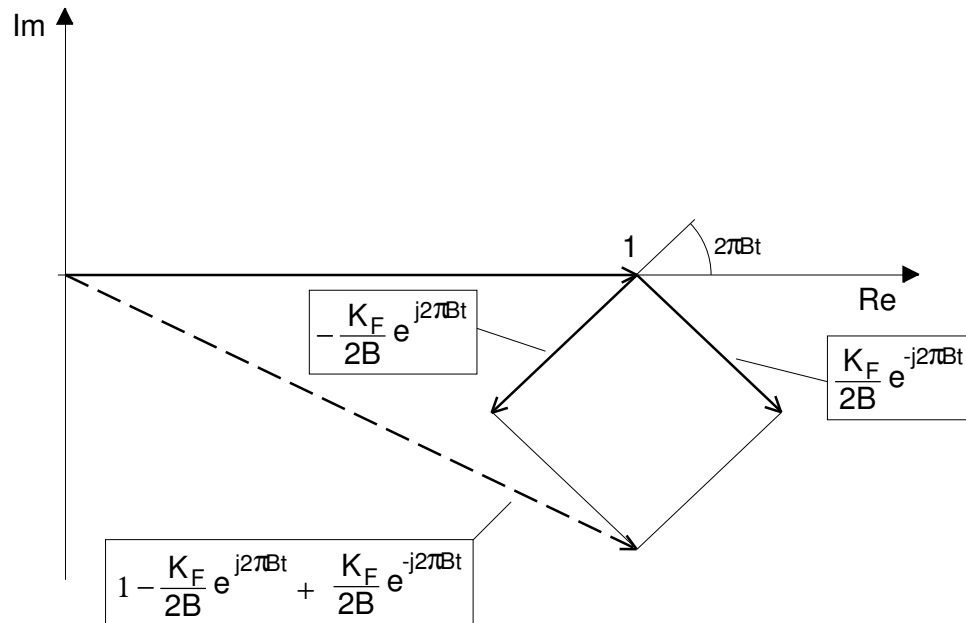 Im
1
2πBt
Re
− K_F/2B e^j2πBt
K_F/2B e^-j2πBt
1 − K_F/2B e^j2πBt + K_F/2B e^-j2πBt